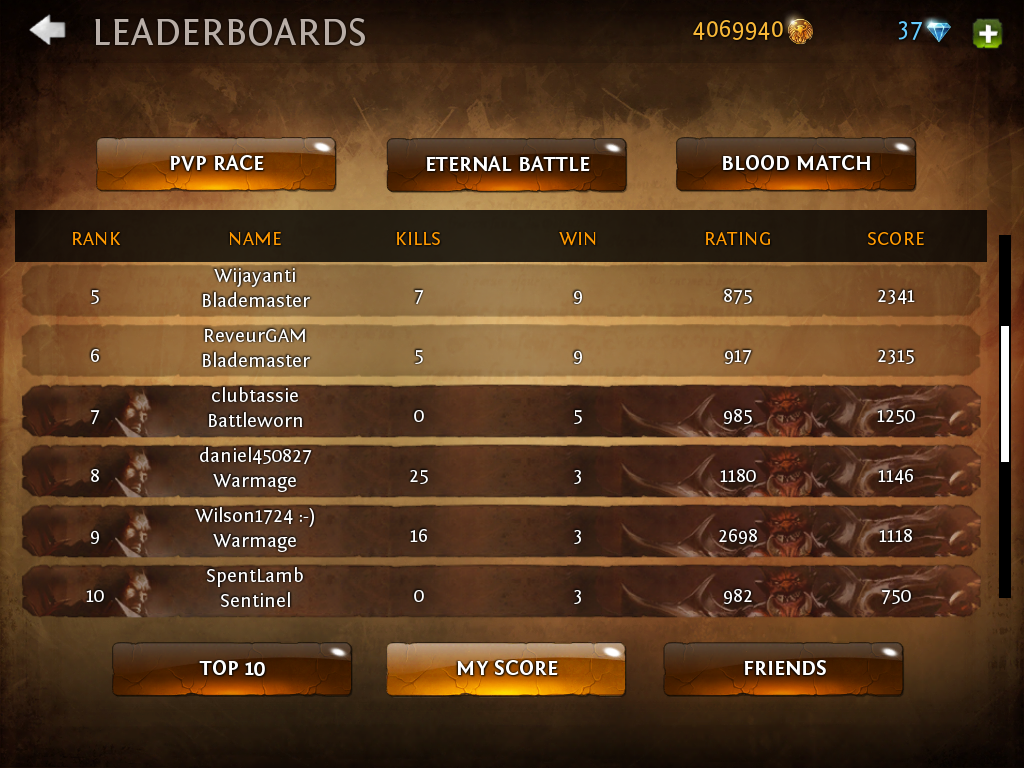 LEADERBOARDS 4069940 37
PVP RACE ETERNAL BATTLE BLOOD MATCH
RANK NAME KILLS WIN RATING SCORE
Wijayanti
5 Blademaster 7 9 875 2341
ReveurGAM
6 Blademaster 5 9 917 2315
clubtassie
7 Battleworn 0 5 985 1250
daniel450827
8 Warmage 25 3 1180 1146
Wilson1724 :-)
9 Warmage 16 3 2698 1118
SpentLamb
10 Sentinel 0 3 982 750
TOP 10 MY SCORE FRIENDS